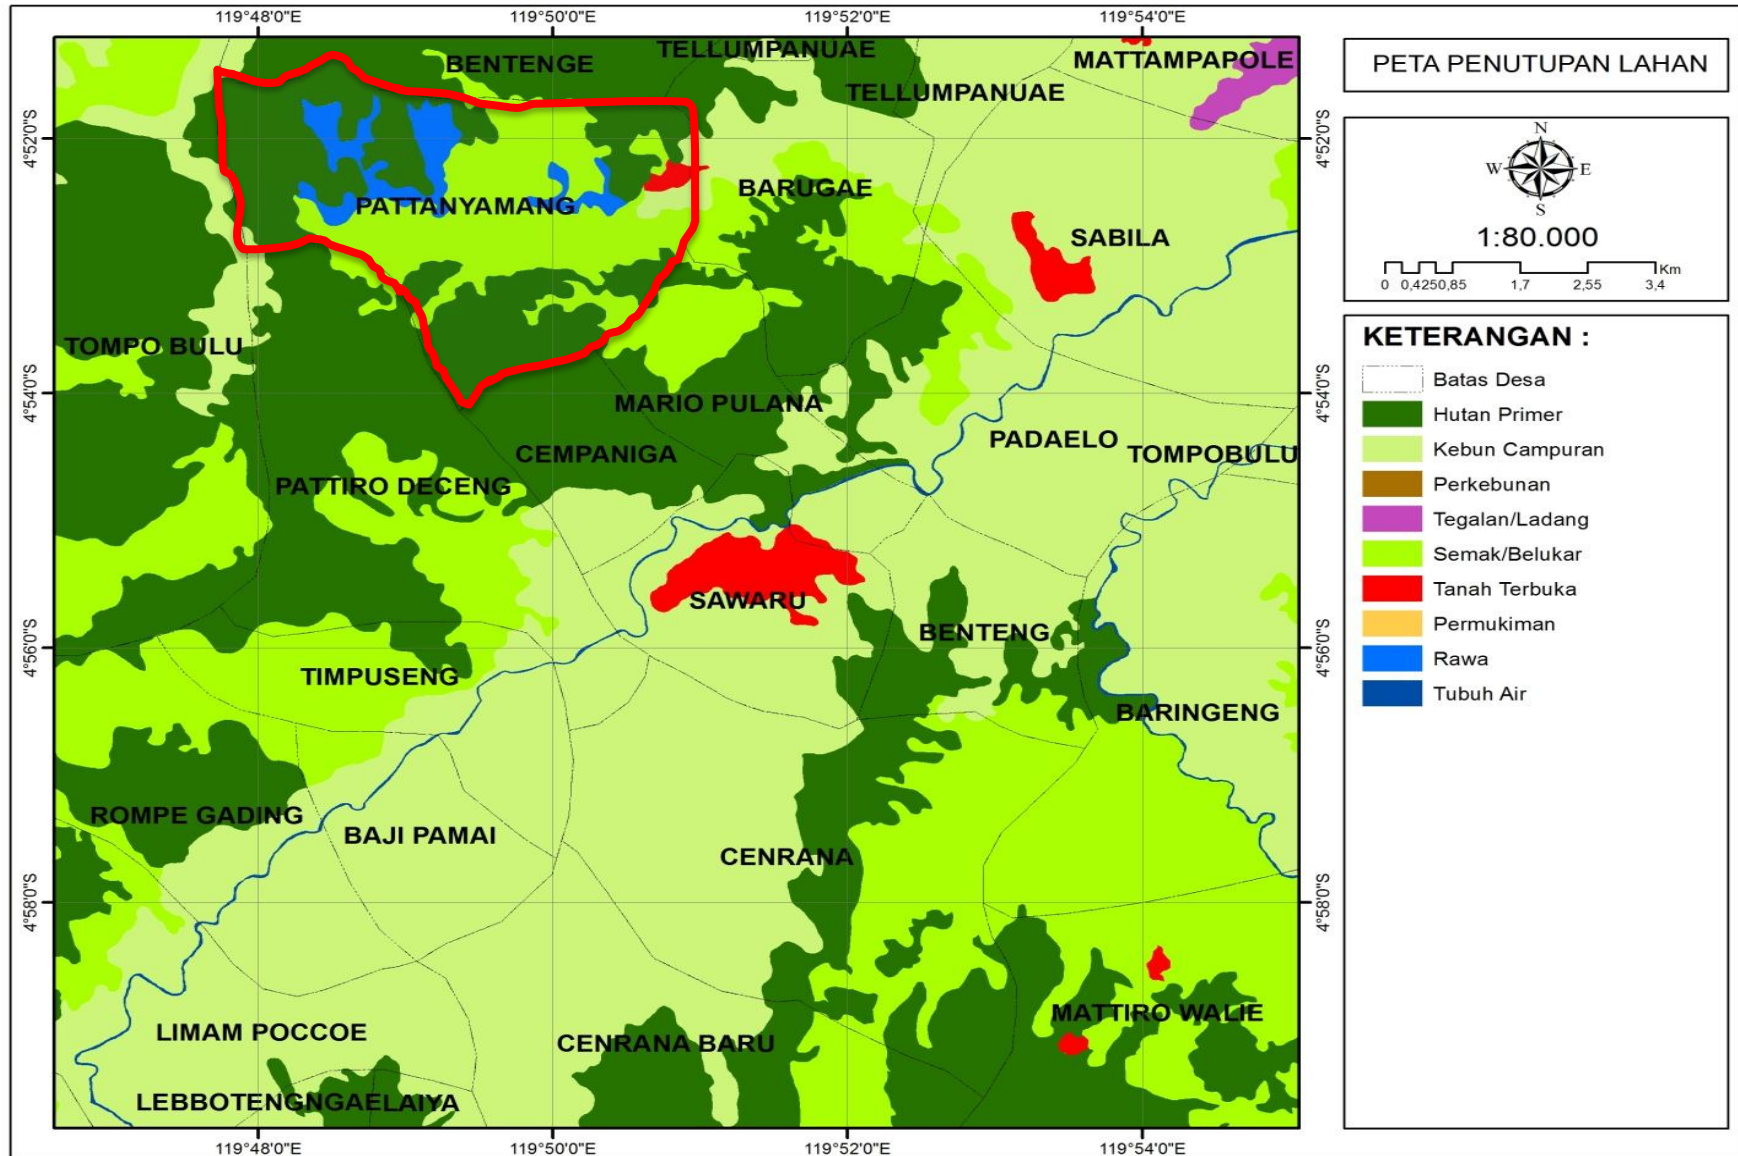 119°48'0"E 119°50'0"E 119°52'0"E 119°54'0"E
BENTENGE
TELLUMPANUAE
MATTAMPAPOLE
TELLUMPANUAE
4°52'0"S 4°52'0"S
PATTANYAMANG
BARUGAE
SABILA
TOMPO BULU
4°54'0"S 4°54'0"S
MARIO PULANA
CEMPANIGA
PADAELO
TOMPOBULU
PATTIRO DECENG
SAWARU
BENTENG
4°56'0"S 4°56'0"S
TIMPUSENG
BARINGENG
ROMPE GADING
BAJI PAMAI
CENRANA
4°58'0"S 4°58'0"S
MATTIRO WALIE
LIMAM POCCOE
CENRANA BARU
LEBBOTENGNGAELAIYA
119°48'0"E 119°50'0"E 119°52'0"E 119°54'0"E
PETA PENUTUPAN LAHAN
N
W E
S
1:80.000
Km
0 0,4250,85 1,7 2,55 3,4
KETERANGAN :
Batas Desa
Hutan Primer
Kebun Campuran
Perkebunan
Tegalan/Ladang
Semak/Belukar
Tanah Terbuka
Permukiman
Rawa
Tubuh Air